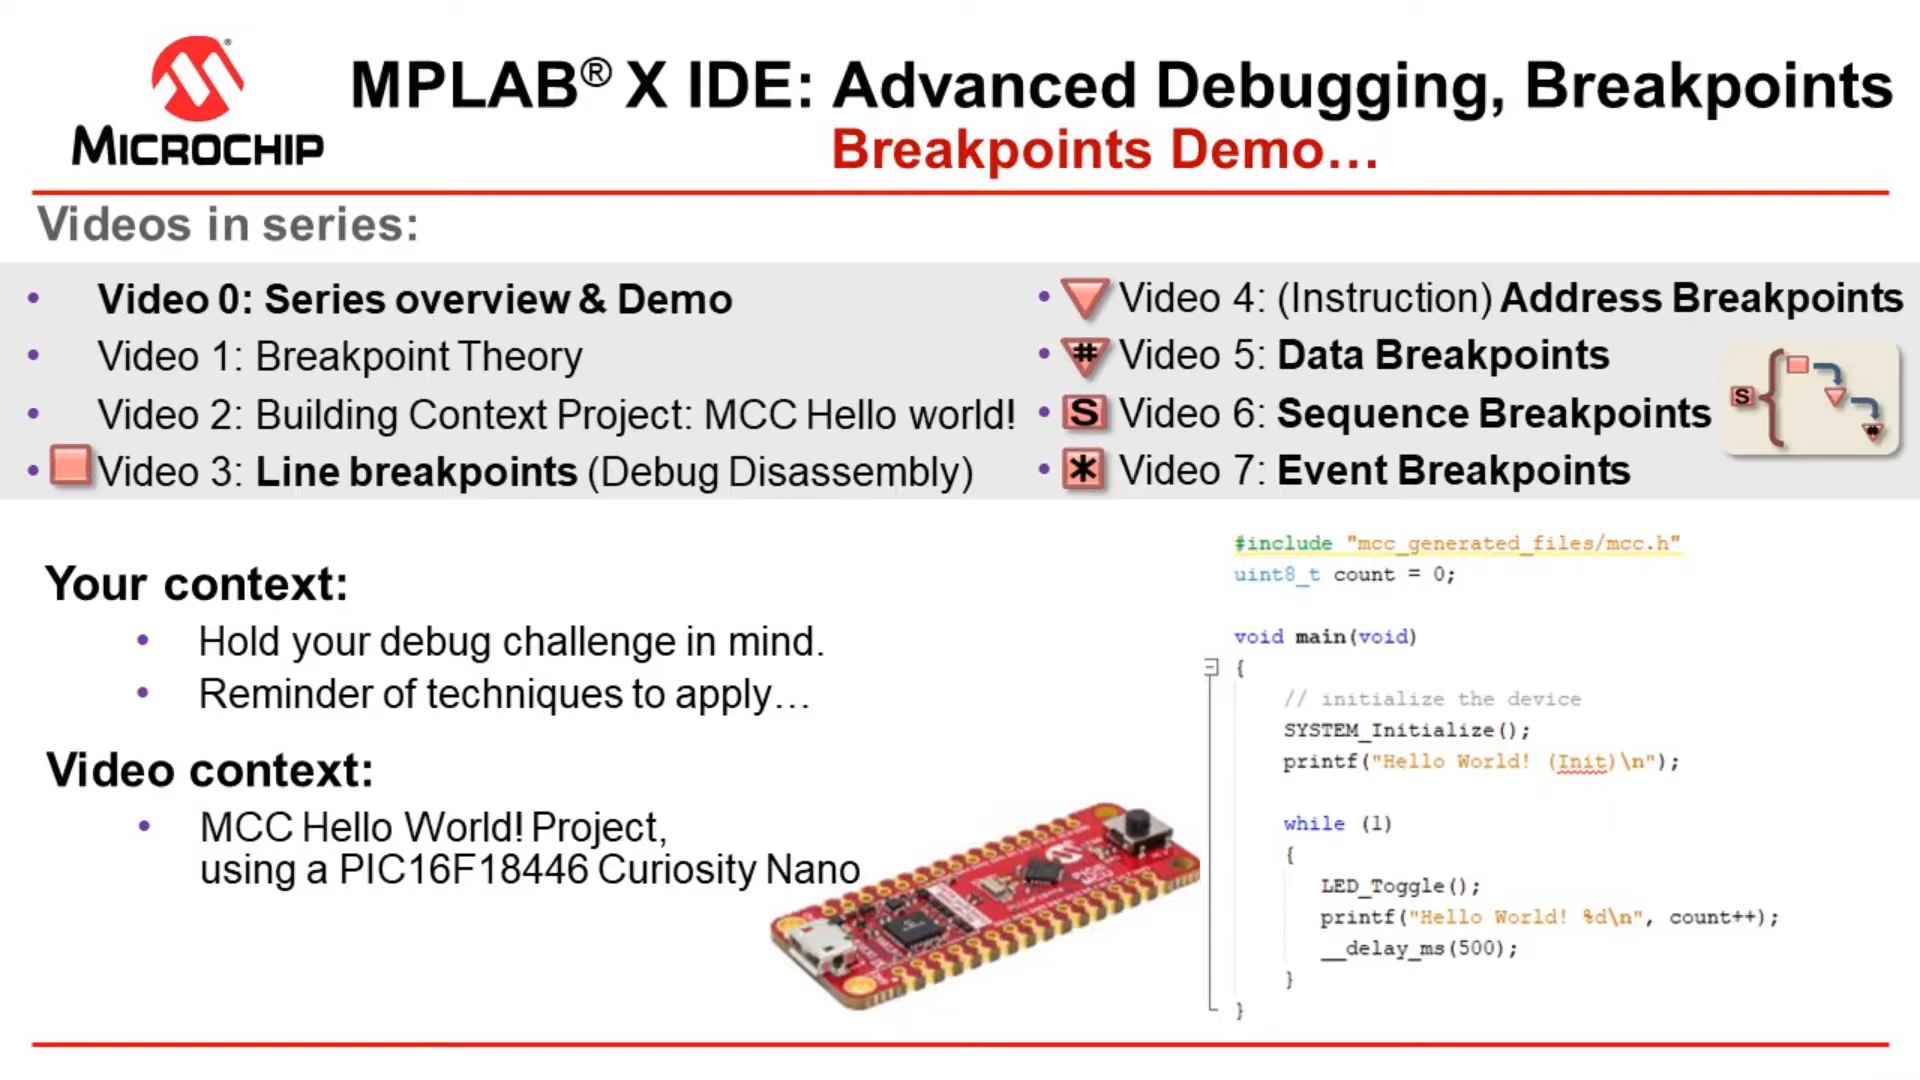 MICROCHIP
MPLAB® X IDE: Advanced Debugging, Breakpoints
Breakpoints Demo…
Videos in series:
• Video 0: Series overview & Demo
• Video 1: Breakpoint Theory
• Video 2: Building Context Project: MCC Hello world!
• Video 3: Line breakpoints (Debug Disassembly)
• Video 4: (Instruction) Address Breakpoints
• # Video 5: Data Breakpoints
• S Video 6: Sequence Breakpoints
• * Video 7: Event Breakpoints
S
#
Your context:
• Hold your debug challenge in mind.
• Reminder of techniques to apply…
Video context:
• MCC Hello World! Project,
using a PIC16F18446 Curiosity Nano
#include "mcc_generated_files/mcc.h"
uint8_t count = 0;
void main(void)
{
// initialize the device
SYSTEM_Initialize();
printf("Hello World! (Init)\n");
while (1)
{
LED_Toggle();
printf("Hello World! %d\n", count++);
__delay_ms(500);
}
}